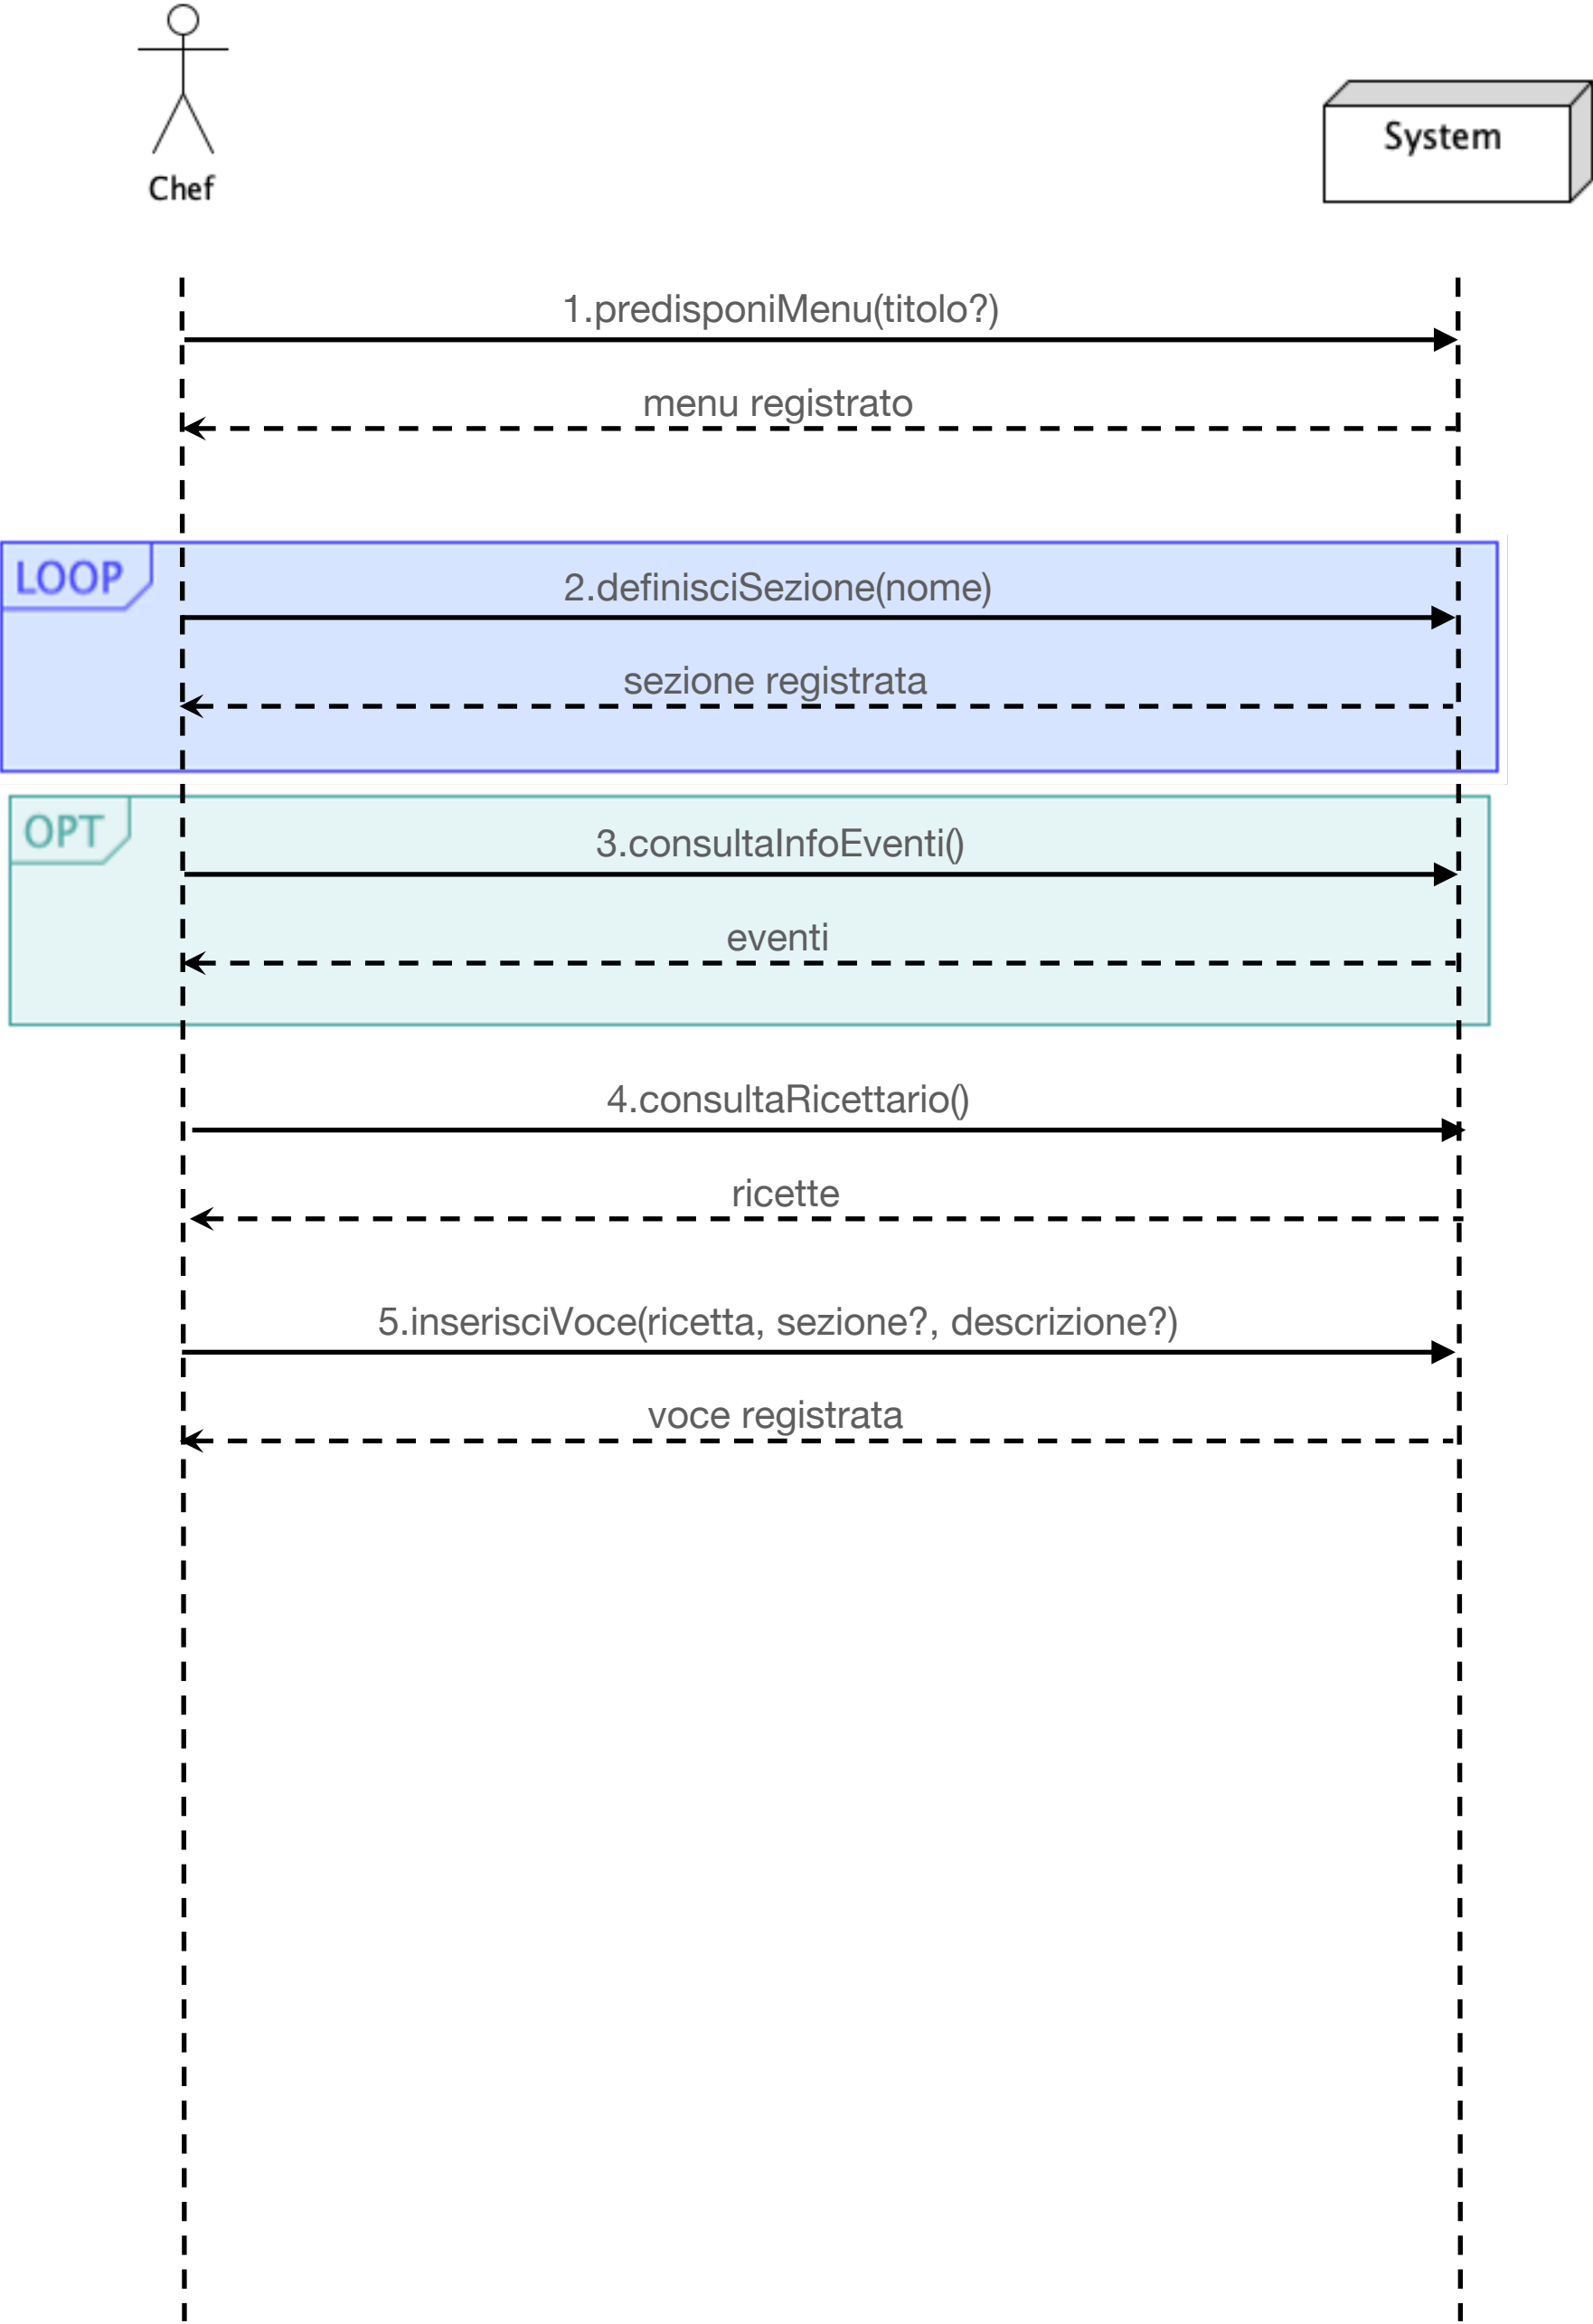 Chef
System
1.predisponiMenu(titolo?)
menu registrato
LOOP
2.definisciSezione(nome)
sezione registrata
OPT
3.consultaInfoEventi()
eventi
4.consultaRicettario()
ricette
5.inserisciVoce(ricetta, sezione?, descrizione?)
voce registrata